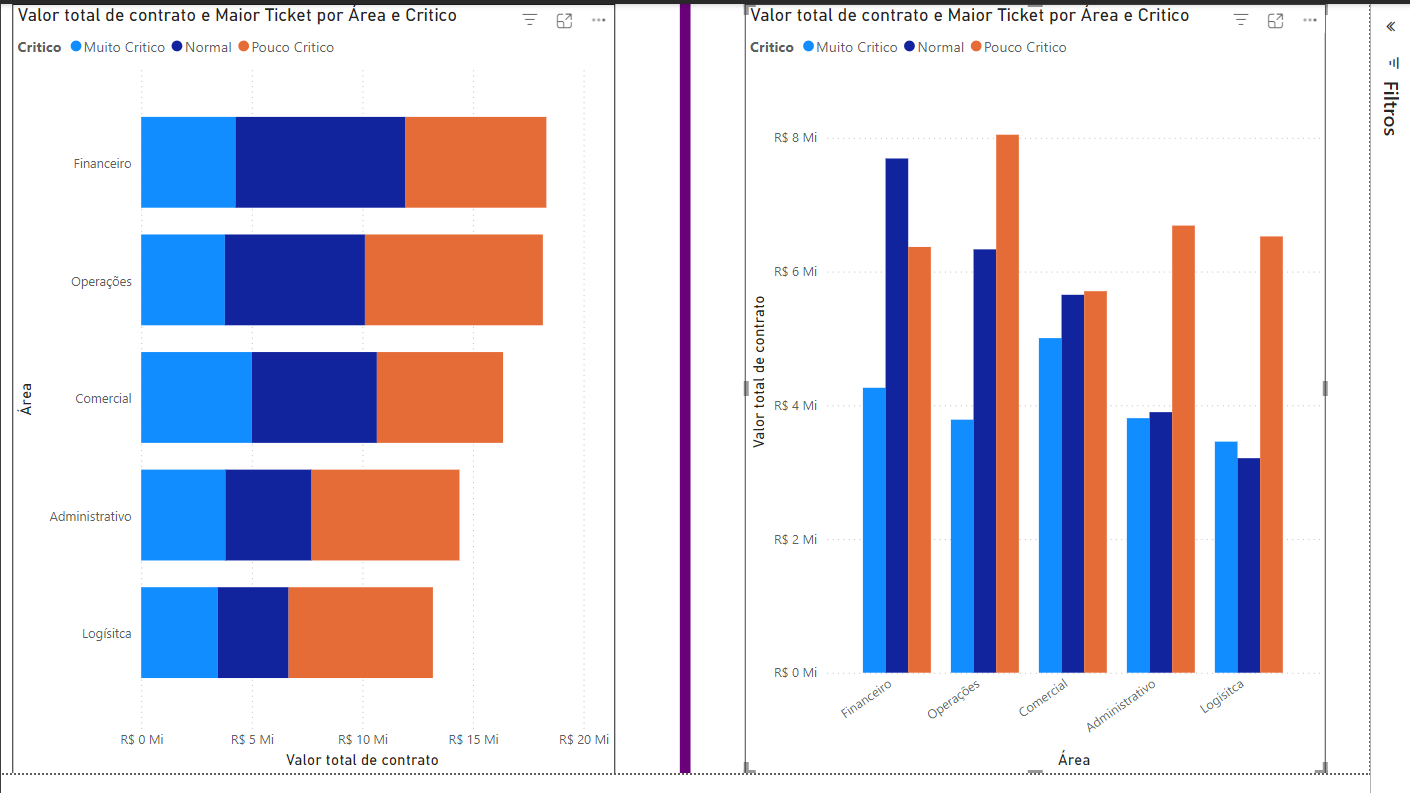 Valor total de contrato e Maior Ticket por Área e Critico
Critico Muito Critico Normal Pouco Critico
Financeiro
Operações
Comercial
Administrativo
Logísitca
Área
R$ 0 Mi R$ 5 Mi R$ 10 Mi R$ 15 Mi R$ 20 Mi
Valor total de contrato
Valor total de contrato e Maior Ticket por Área e Critico
Critico Muito Critico Normal Pouco Critico
R$ 8 Mi
R$ 6 Mi
R$ 4 Mi
R$ 2 Mi
R$ 0 Mi
Valor total de contrato
Financeiro Operações Comercial Administrativo Logísitca
Área
Filtros